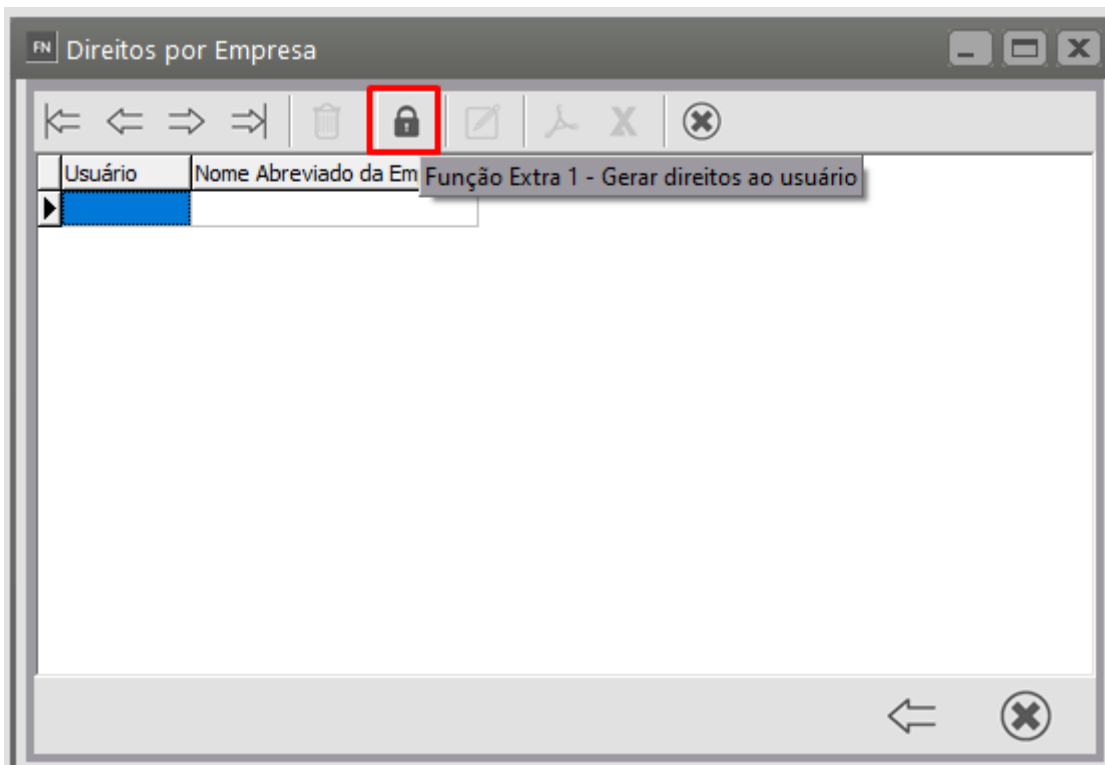 FN Direitos por Empresa
Usuário Nome Abreviado da Em
Função Extra 1 - Gerar direitos ao usuário